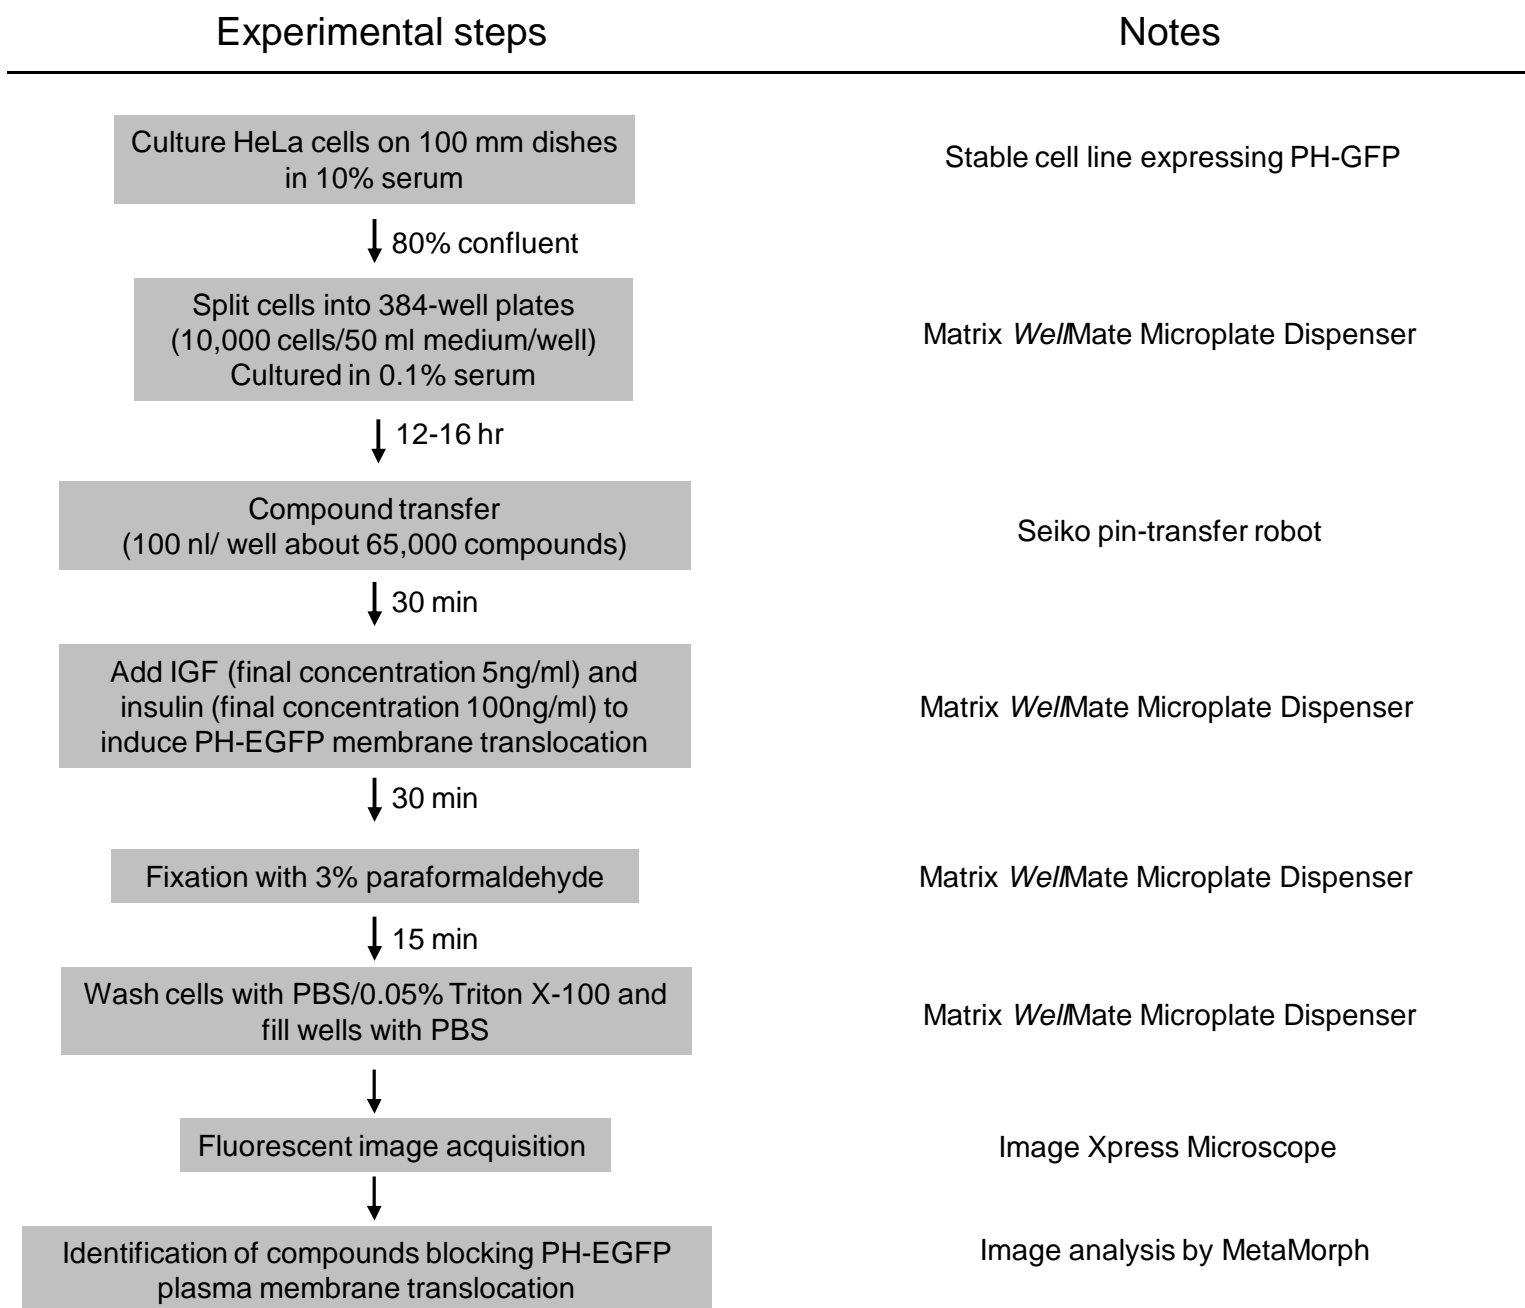 Experimental steps
Notes
Culture HeLa cells on 100 mm dishes
in 10% serum
Stable cell line expressing PH-GFP
80% confluent
Split cells into 384-well plates
(10,000 cells/50 ml medium/well)
Cultured in 0.1% serum
Matrix WellMate Microplate Dispenser
12-16 hr
Compound transfer
(100 nl/ well about 65,000 compounds)
Seiko pin-transfer robot
30 min
Add IGF (final concentration 5ng/ml) and
insulin (final concentration 100ng/ml) to
induce PH-EGFP membrane translocation
Matrix WellMate Microplate Dispenser
30 min
Fixation with 3% paraformaldehyde
Matrix WellMate Microplate Dispenser
15 min
Wash cells with PBS/0.05% Triton X-100 and
fill wells with PBS
Matrix WellMate Microplate Dispenser
Fluorescent image acquisition
Image Xpress Microscope
Identification of compounds blocking PH-EGFP
plasma membrane translocation
Image analysis by MetaMorph